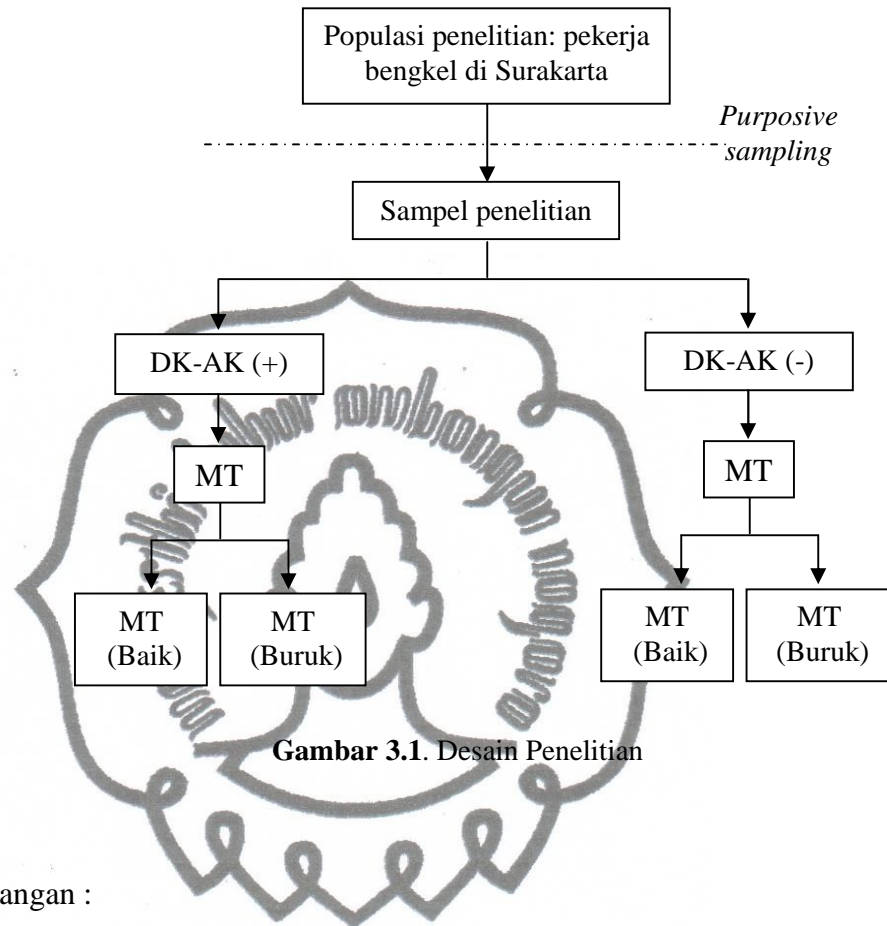 Populasi penelitian: pekerja
bengkel di Surakarta
Purposive
sampling
Sampel penelitian
DK-AK (+)
DK-AK (-)
MT
MT
MT
(Baik)
MT
(Buruk)
MT
(Baik)
MT
(Buruk)
Gambar 3.1. Desain Penelitian
angan :